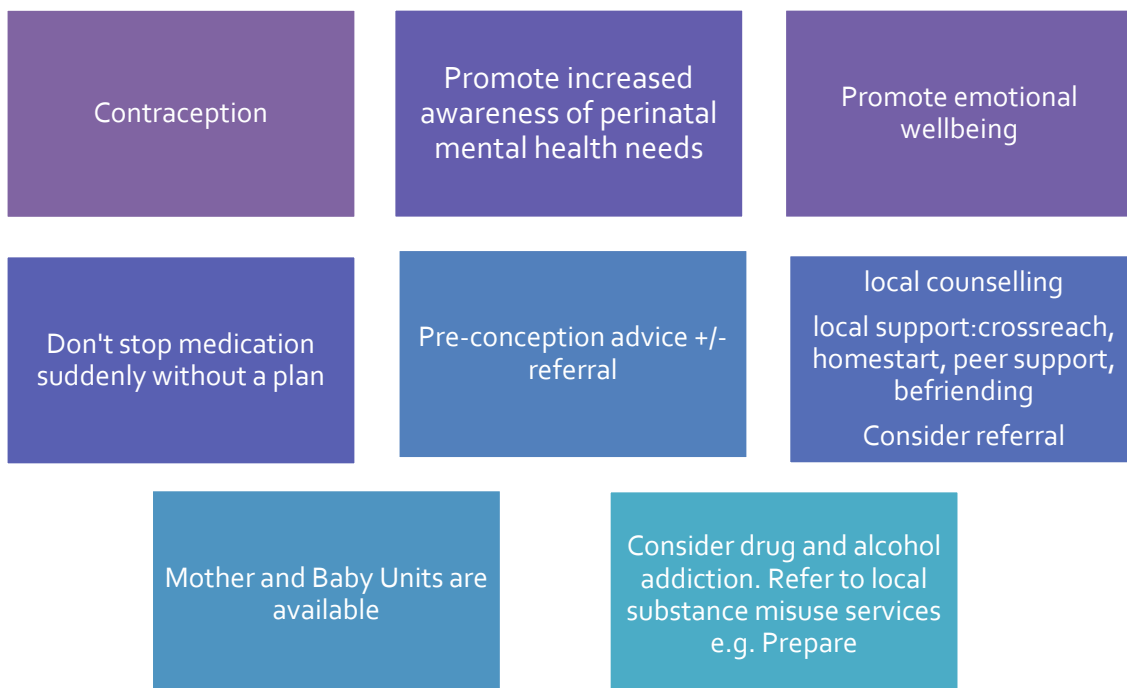 Contraception
Promote increased
awareness of perinatal
mental health needs
Promote emotional
wellbeing
Don't stop medication
suddenly without a plan
Pre-conception advice +/-
referral
local counselling
local support:crossreach,
homestart, peer support,
befriending
Consider referral
Mother and Baby Units are
available
Consider drug and alcohol
addiction. Refer to local
substance misuse services
e.g. Prepare